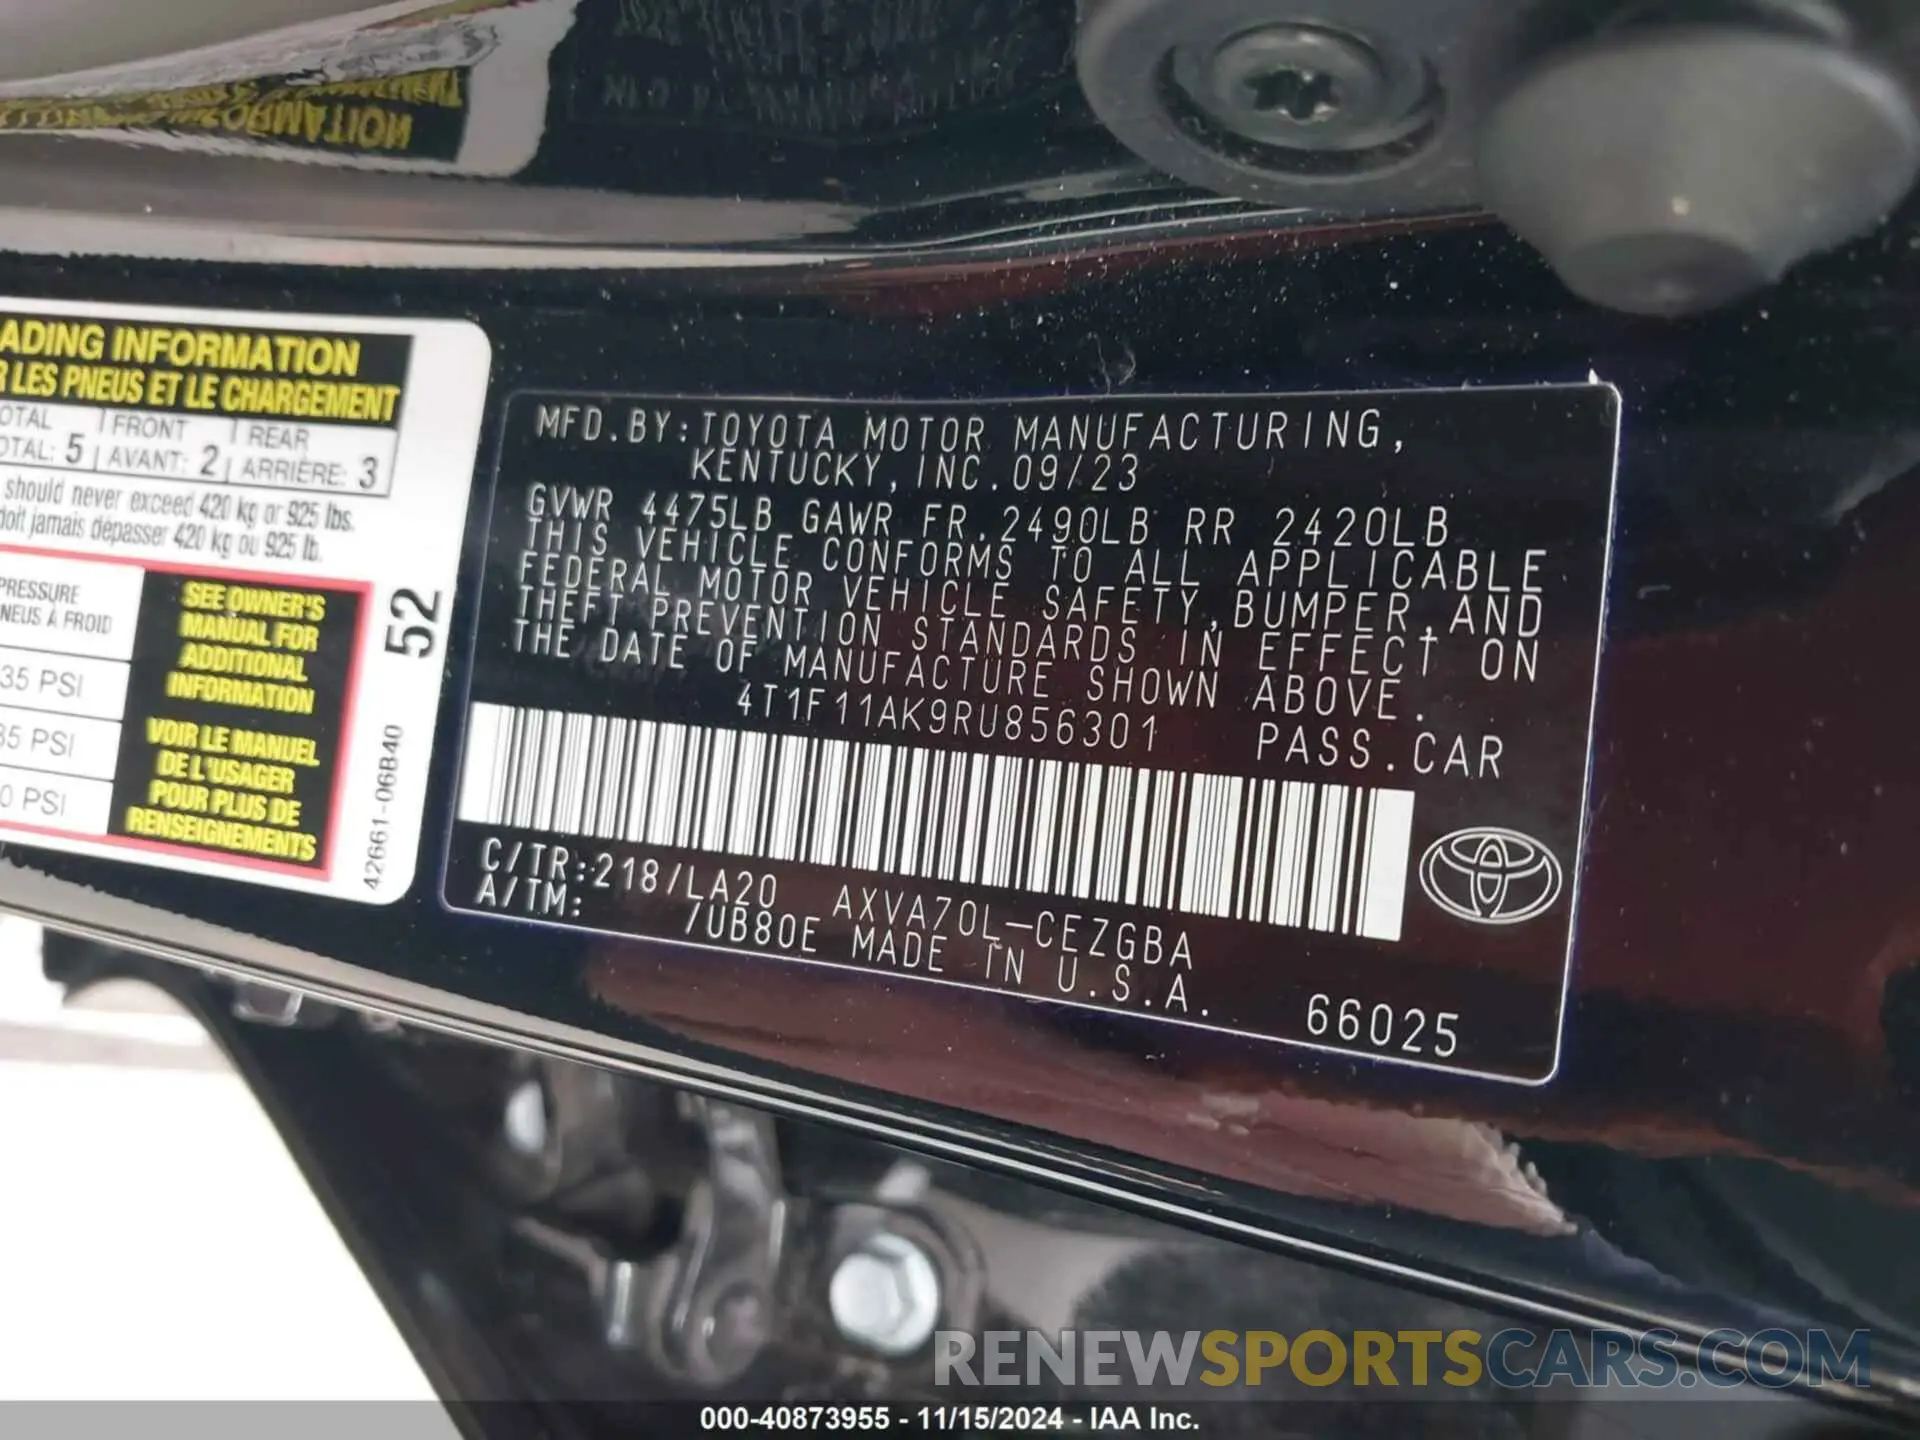 NFORMATION
ADING INFORMATION
R LES PNEUS ET LE CHARGEMENT
OTAL | FRONT | REAR
OTAL: 5 | AVANT: 2 | ARRIÈRE: 3
should never exceed 420 kg or 925 lbs.
doit jamais dépasser 420 kg ou 925 lb.
PRESSURE
NEUS À FROID
35 PSI
35 PSI
0 PSI
SEE OWNER'S
MANUAL FOR
ADDITIONAL
INFORMATION
VOIR LE MANUEL
DE L'USAGER
POUR PLUS DE
RENSEIGNEMENTS
52
42661-06B40
MFD.BY:TOYOTA MOTOR MANUFACTURING,
KENTUCKY,INC.09/23
GVWR 4475LB GAWR FR.2490LB RR 2420LB
THIS VEHICLE CONFORMS TO ALL APPLICABLE
FEDERAL MOTOR VEHICLE SAFETY,BUMPER,AND
THEFT PREVENTION STANDARDS IN EFFECT ON
THE DATE OF MANUFACTURE SHOWN ABOVE.
4T1F11AK9RU856301 PASS.CAR
C/TR:218/LA20 AXVA70L-CEZGBA
A/TM: /UB80E MADE IN U.S.A.
66025
RENEWSPORTSCARS.COM
000-40873955 - 11/15/2024 - IAA Inc.